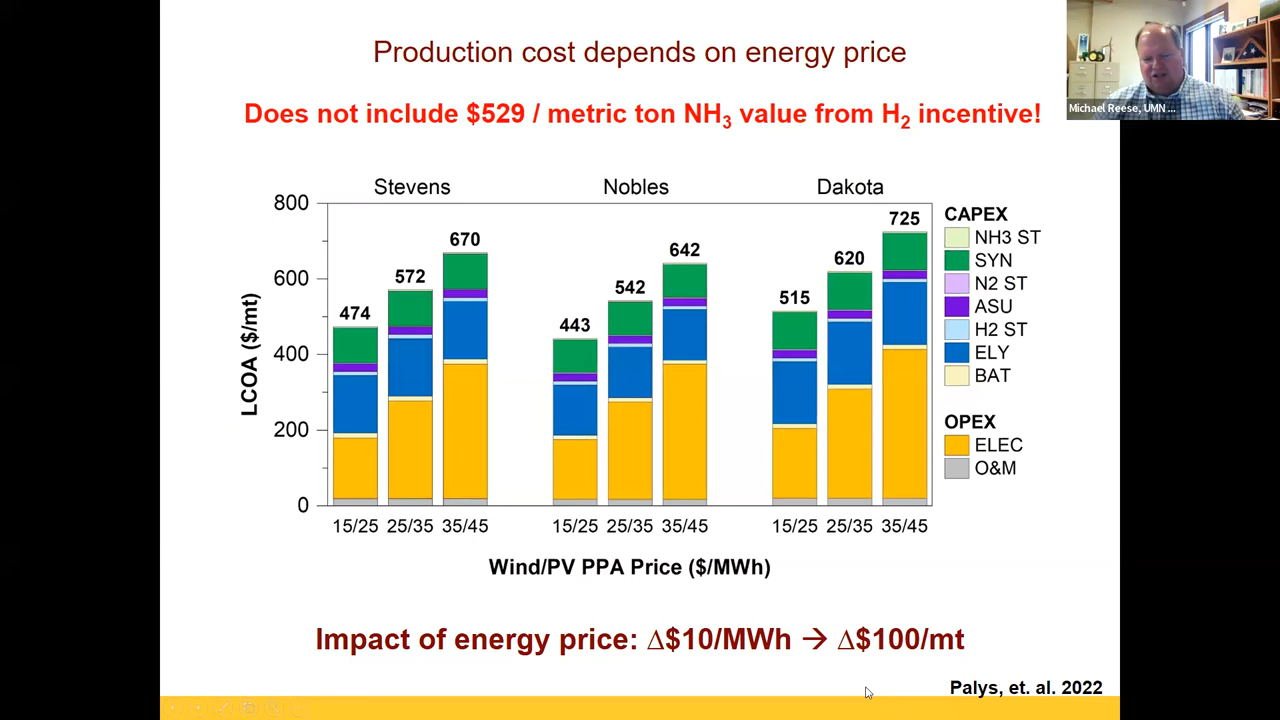 Production cost depends on energy price
Does not include $529 / metric ton NH3 value from H2 incentive!
Michael Reese, UMN ...
Stevens
Nobles
Dakota
800
600
400
200
0
LCOA ($/mt)
474
572
670
443
542
642
515
620
725
15/25 25/35 35/45
15/25 25/35 35/45
15/25 25/35 35/45
Wind/PV PPA Price ($/MWh)
CAPEX
NH3 ST
SYN
N2 ST
ASU
H2 ST
ELY
BAT
OPEX
ELEC
O&M
Impact of energy price: Δ$10/MWh → Δ$100/mt
Palys, et. al. 2022